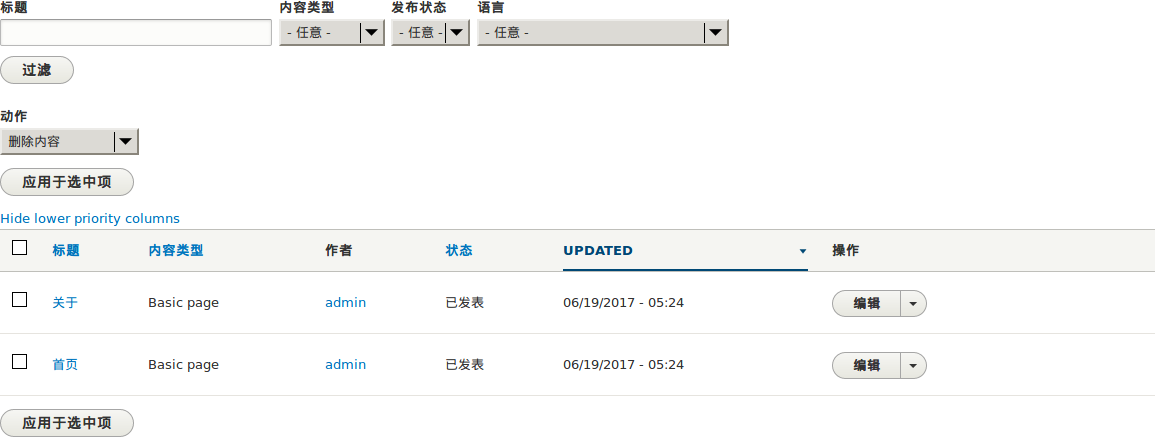 标题 内容类型 发布状态 语言
- 任意 - - 任意 - - 任意 -
过滤
动作
删除内容
应用于选中项
Hide lower priority columns
标题 内容类型 作者 状态 UPDATED 操作
关于 Basic page admin 已发表 06/19/2017 - 05:24 编辑
首页 Basic page admin 已发表 06/19/2017 - 05:24 编辑
应用于选中项